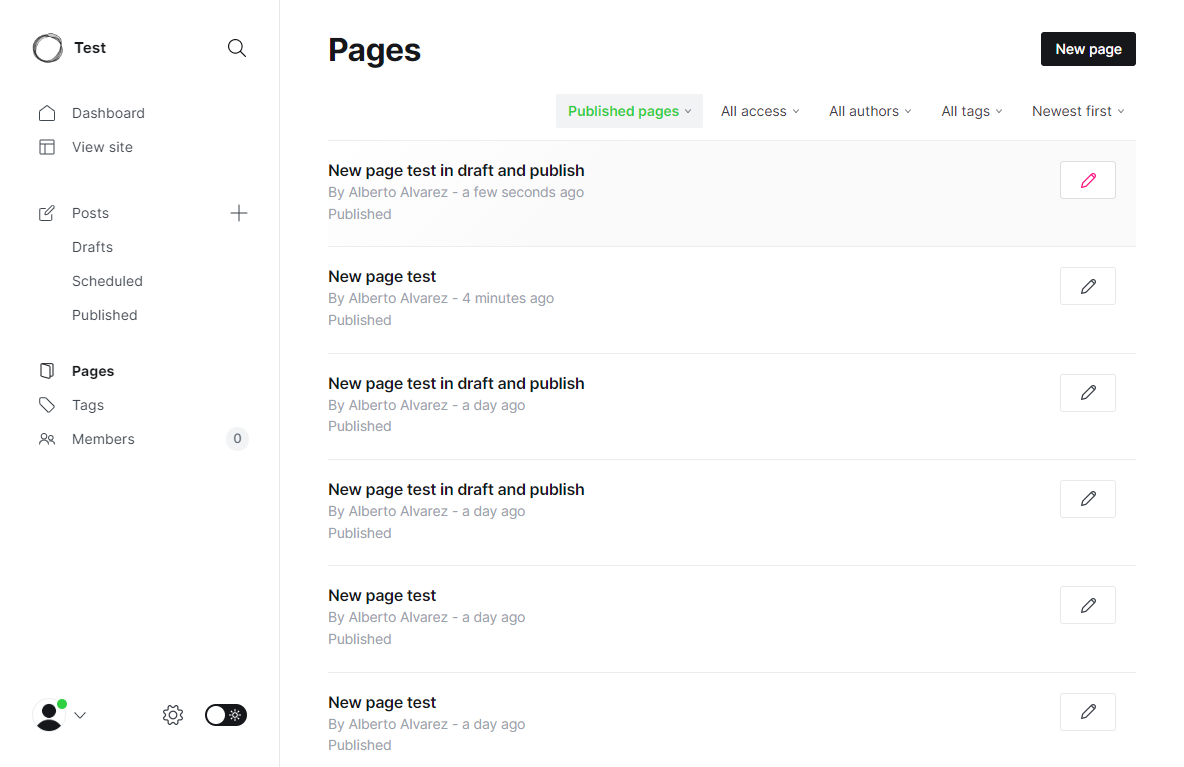 Test
Dashboard
View site
Posts
Drafts
Scheduled
Published
Pages
Tags
Members 0
Pages
New page
Published pages All access All authors All tags Newest first
New page test in draft and publish
By Alberto Alvarez - a few seconds ago
Published
New page test
By Alberto Alvarez - 4 minutes ago
Published
New page test in draft and publish
By Alberto Alvarez - a day ago
Published
New page test in draft and publish
By Alberto Alvarez - a day ago
Published
New page test
By Alberto Alvarez - a day ago
Published
New page test
By Alberto Alvarez - a day ago
Published